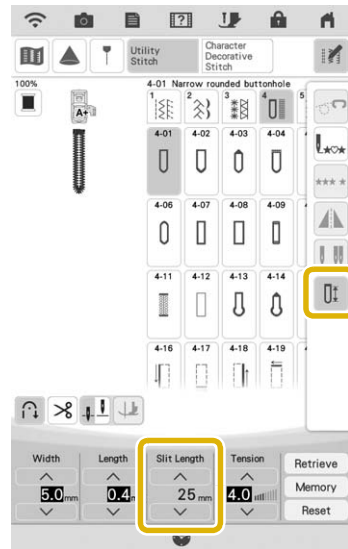 Utility
Stitch
Character
Decorative
Stitch
100%
4-01 Narrow rounded buttonhole
1
2
3
4
5
A+
4-01
4-02
4-03
4-04
4-06
4-07
4-08
4-09
4-11
4-12
4-13
4-14
4-16
4-17
4-18
4-19
Width
Length
Slit Length
Tension
Retrieve
5.0 mm
0.4
25 mm
4.0
Memory
Reset